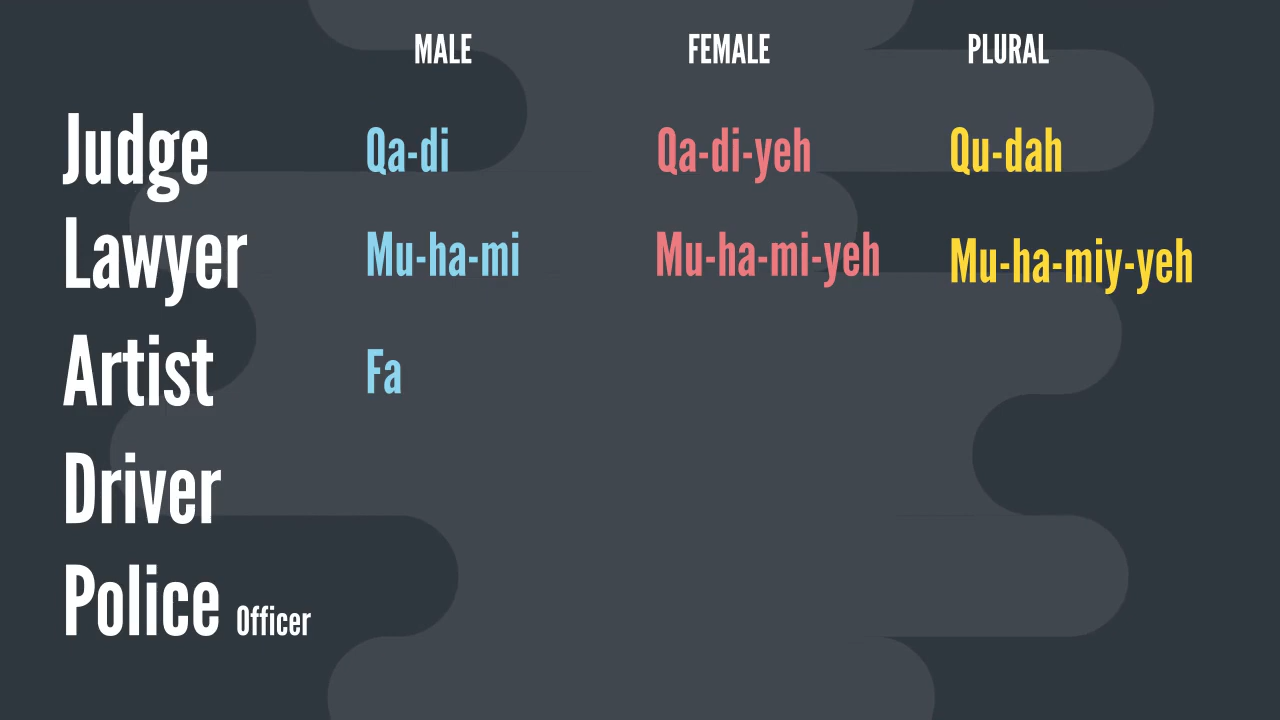 MALE FEMALE PLURAL
Judge Qa-di Qa-di-yeh Qu-dah
Lawyer Mu-ha-mi Mu-ha-mi-yeh Mu-ha-miy-yeh
Artist Fa
Driver
Police Officer